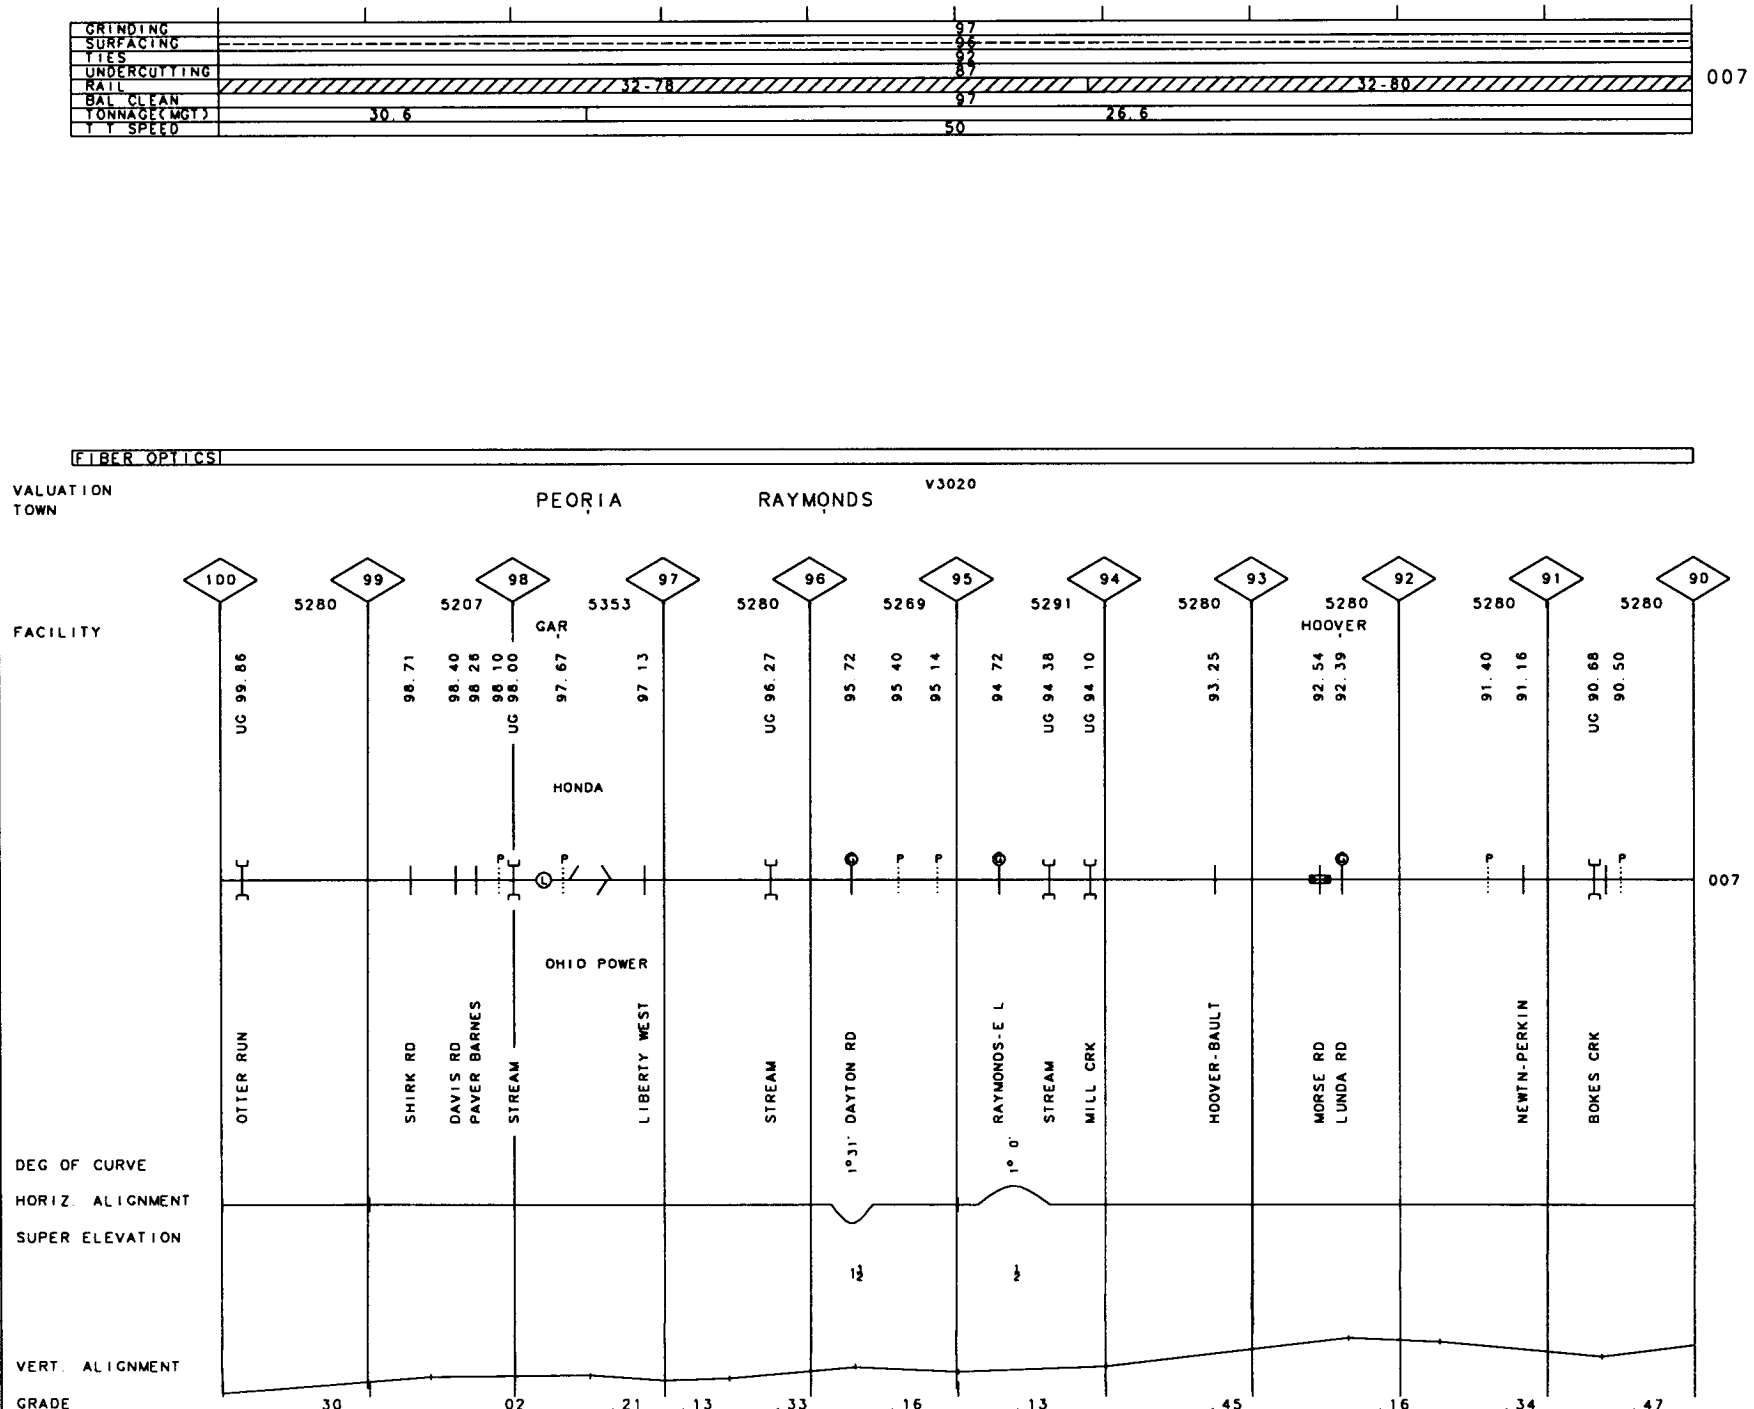 GRINDING 97
SURFACING 96
TIES 92
UNDERCUTTING 87
RAIL 32-78 32-80
007
BAL CLEAN 97
TONNAGE(MGT) 30.6 26.6
T T SPEED 50
FIBER OPTICS
VALUATION V3020
TOWN PEORIA RAYMONDS
100 99 98 97 96 95 94 93 92 91 90
5280 5207 5353 5280 5269 5291 5280 5280 5280 5280
FACILITY GAR HOOVER
UG 99.86 98.71 98.40 98.26 98.10 UG 98.00 97.67 97.13 UG 96.27 95.72 95.40 95.14 94.72 UG 94.38 UG 94.10 93.25 92.54 92.39 91.40 91.16 UG 90.68 90.50
HONDA
P P P P P P
L G G G
007
OHIO POWER
OTTER RUN SHIRK RD DAVIS RD PAVER BARNES STREAM LIBERTY WEST STREAM DAYTON RD RAYMONDS-E L STREAM MILL CRK HOOVER-BAULT MORSE RD LUNDA RD NEWTN-PERKIN BOKES CRK
DEG OF CURVE 1°31' 1° 0'
HORIZ. ALIGNMENT
SUPER ELEVATION
1½ ½
VERT. ALIGNMENT
GRADE .30 .02 .21 .13 .33 .16 .13 .45 .16 .34 .47